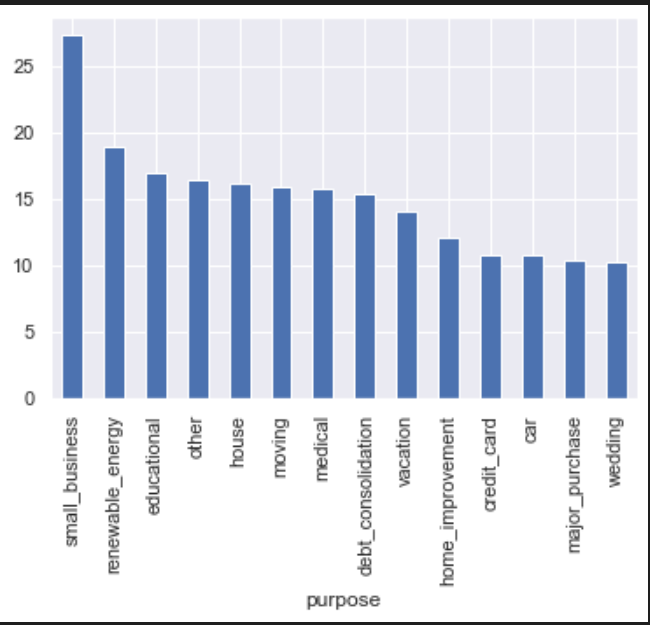 25
20
15
10
5
0
small_business
renewable_energy
educational
other
house
moving
medical
debt_consolidation
vacation
home_improvement
credit_card
car
major_purchase
wedding
purpose